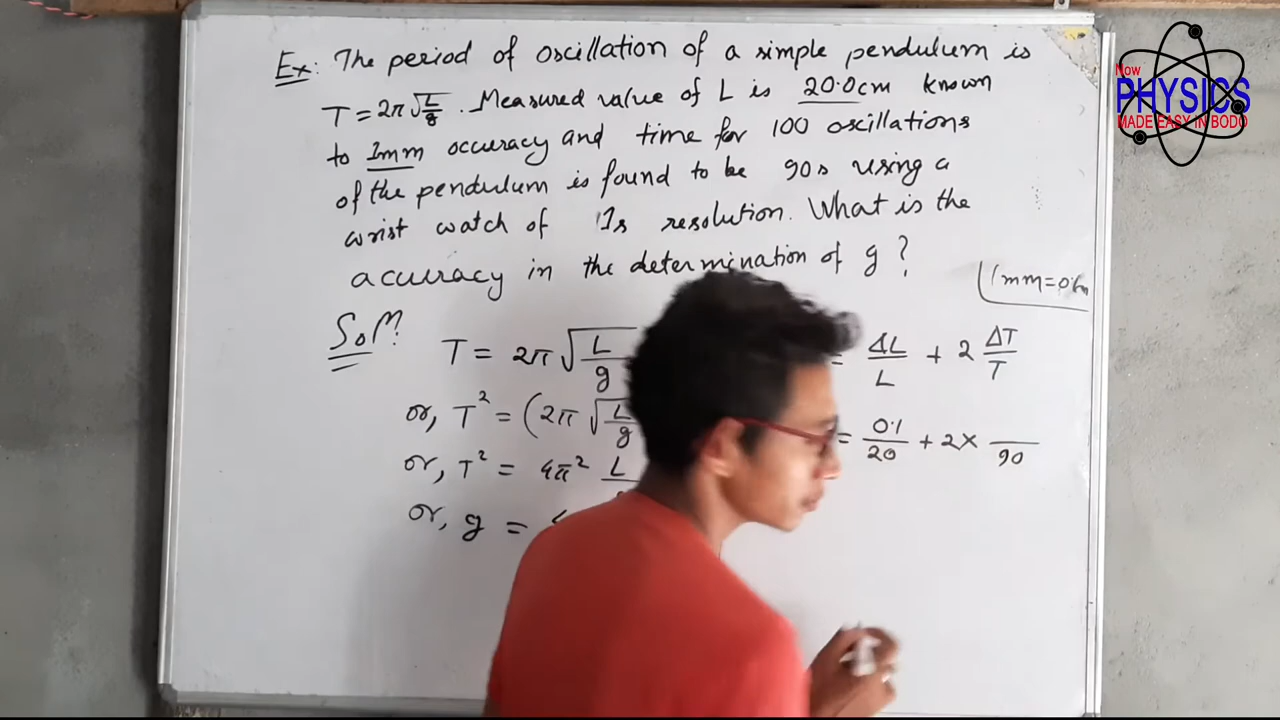 Ex: The period of oscillation of a simple pendulum is
T = 2π√(L/g). Measured value of L is 20.0cm known
to 1mm accuracy and time for 100 oscillations
of the pendulum is found to be 90s using a
wrist watch of 1s resolution. What is the
accuracy in the determination of g?
1mm=0.1
Solⁿ:
T = 2π√(L/g)
= ΔL/L + 2 ΔT/T
or, T² = (2π√(L/g)
= 0.1/20 + 2× /90
or, T² = 4π² L
or, g =
Now
PHYSICS
MADE EASY IN BODO